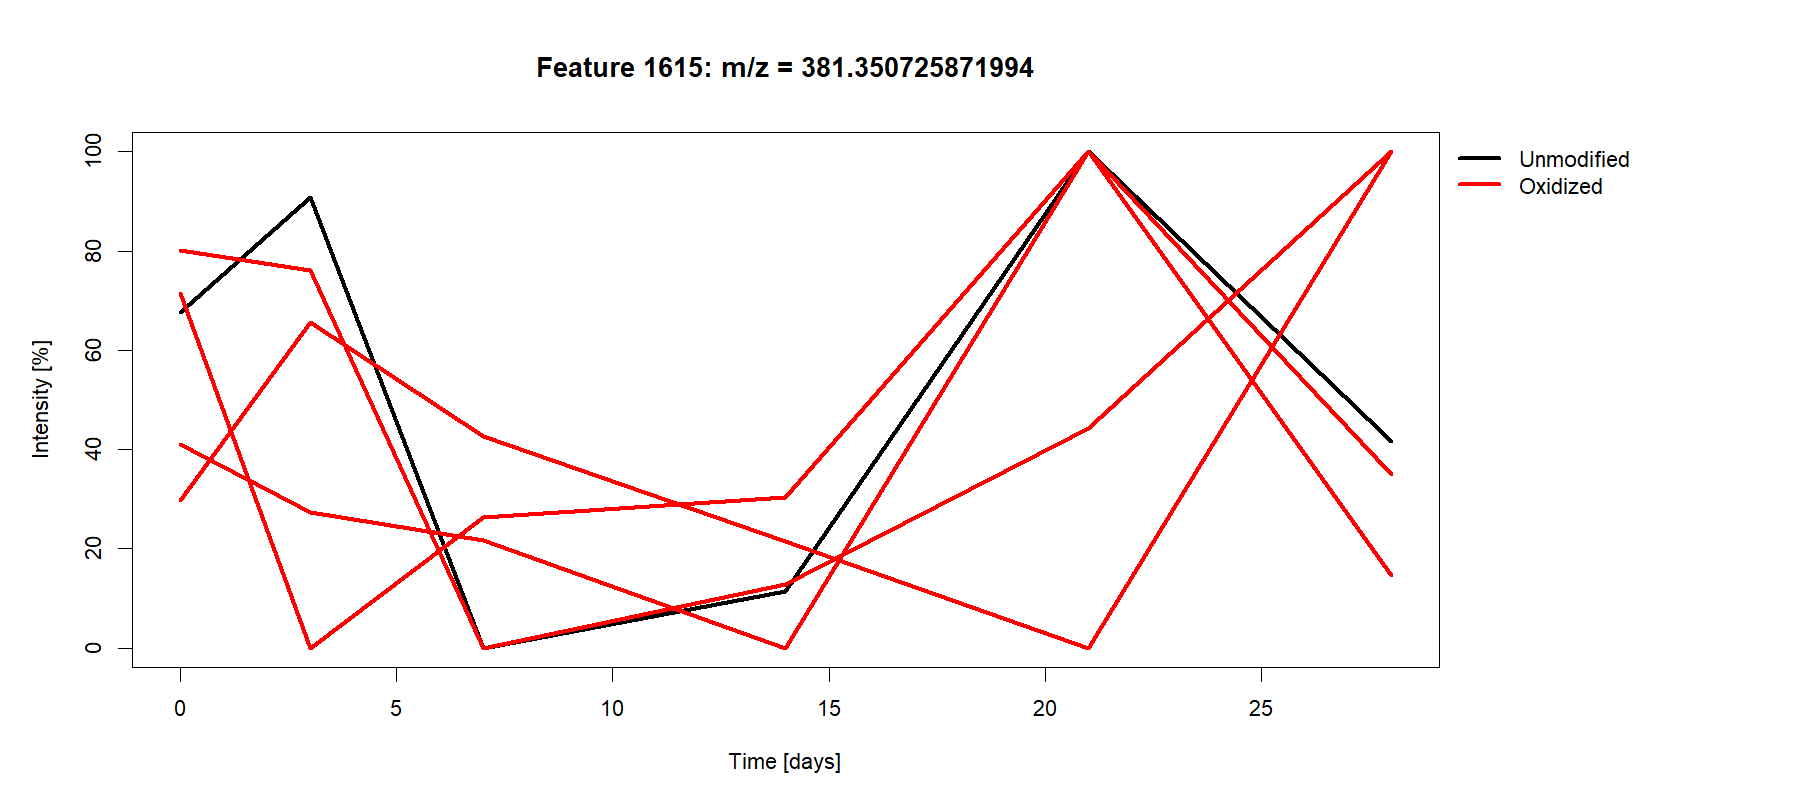 Feature 1615: m/z = 381.350725871994
Unmodified
Oxidized
Intensity [%]
100
80
60
40
20
0
0 5 10 15 20 25
Time [days]